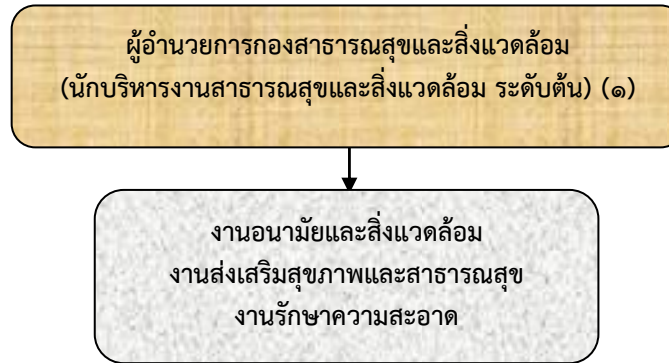 ผู้อำนวยการกองสาธารณสุขและสิ่งแวดล้อม
(นักบริหารงานสาธารณสุขและสิ่งแวดล้อม ระดับต้น) (๑)
งานอนามัยและสิ่งแวดล้อม
งานส่งเสริมสุขภาพและสาธารณสุข
งานรักษาความสะอาด